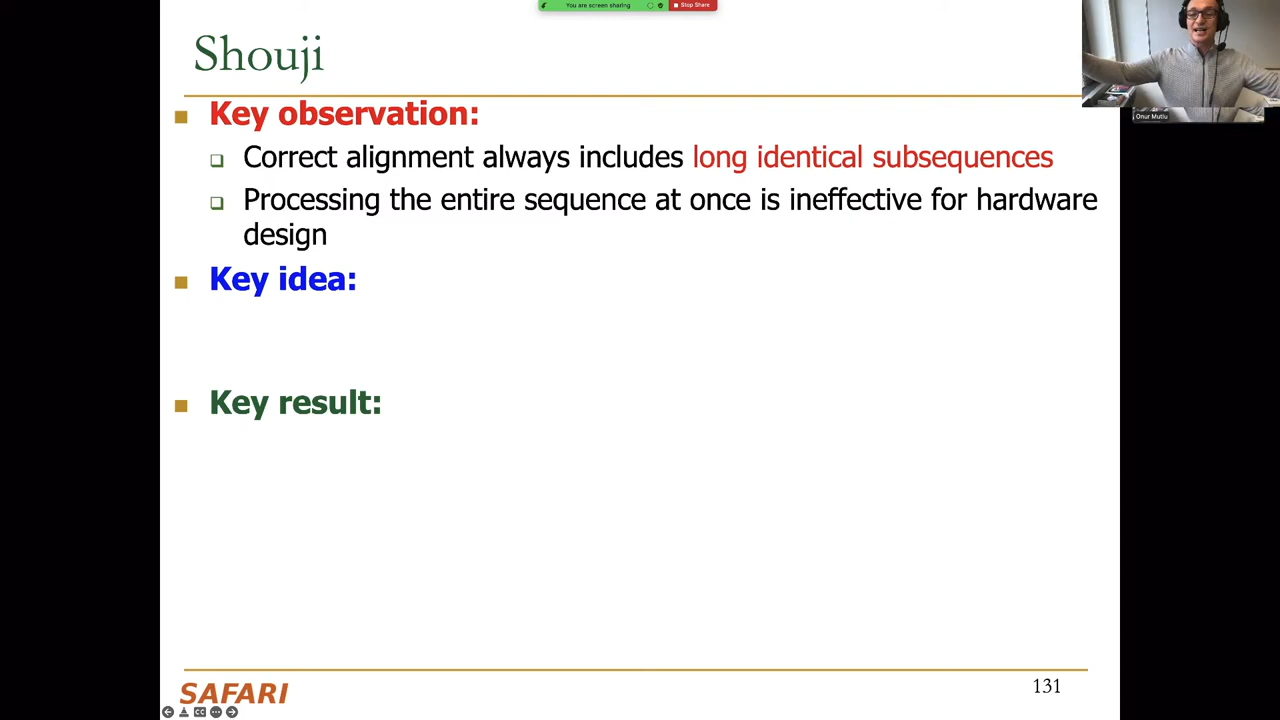 You are screen sharing
Stop Share
Shouji
Onur Mutlu
Key observation:
Correct alignment always includes long identical subsequences
Processing the entire sequence at once is ineffective for hardware
design
Key idea:
Key result:
SAFARI
131
CC